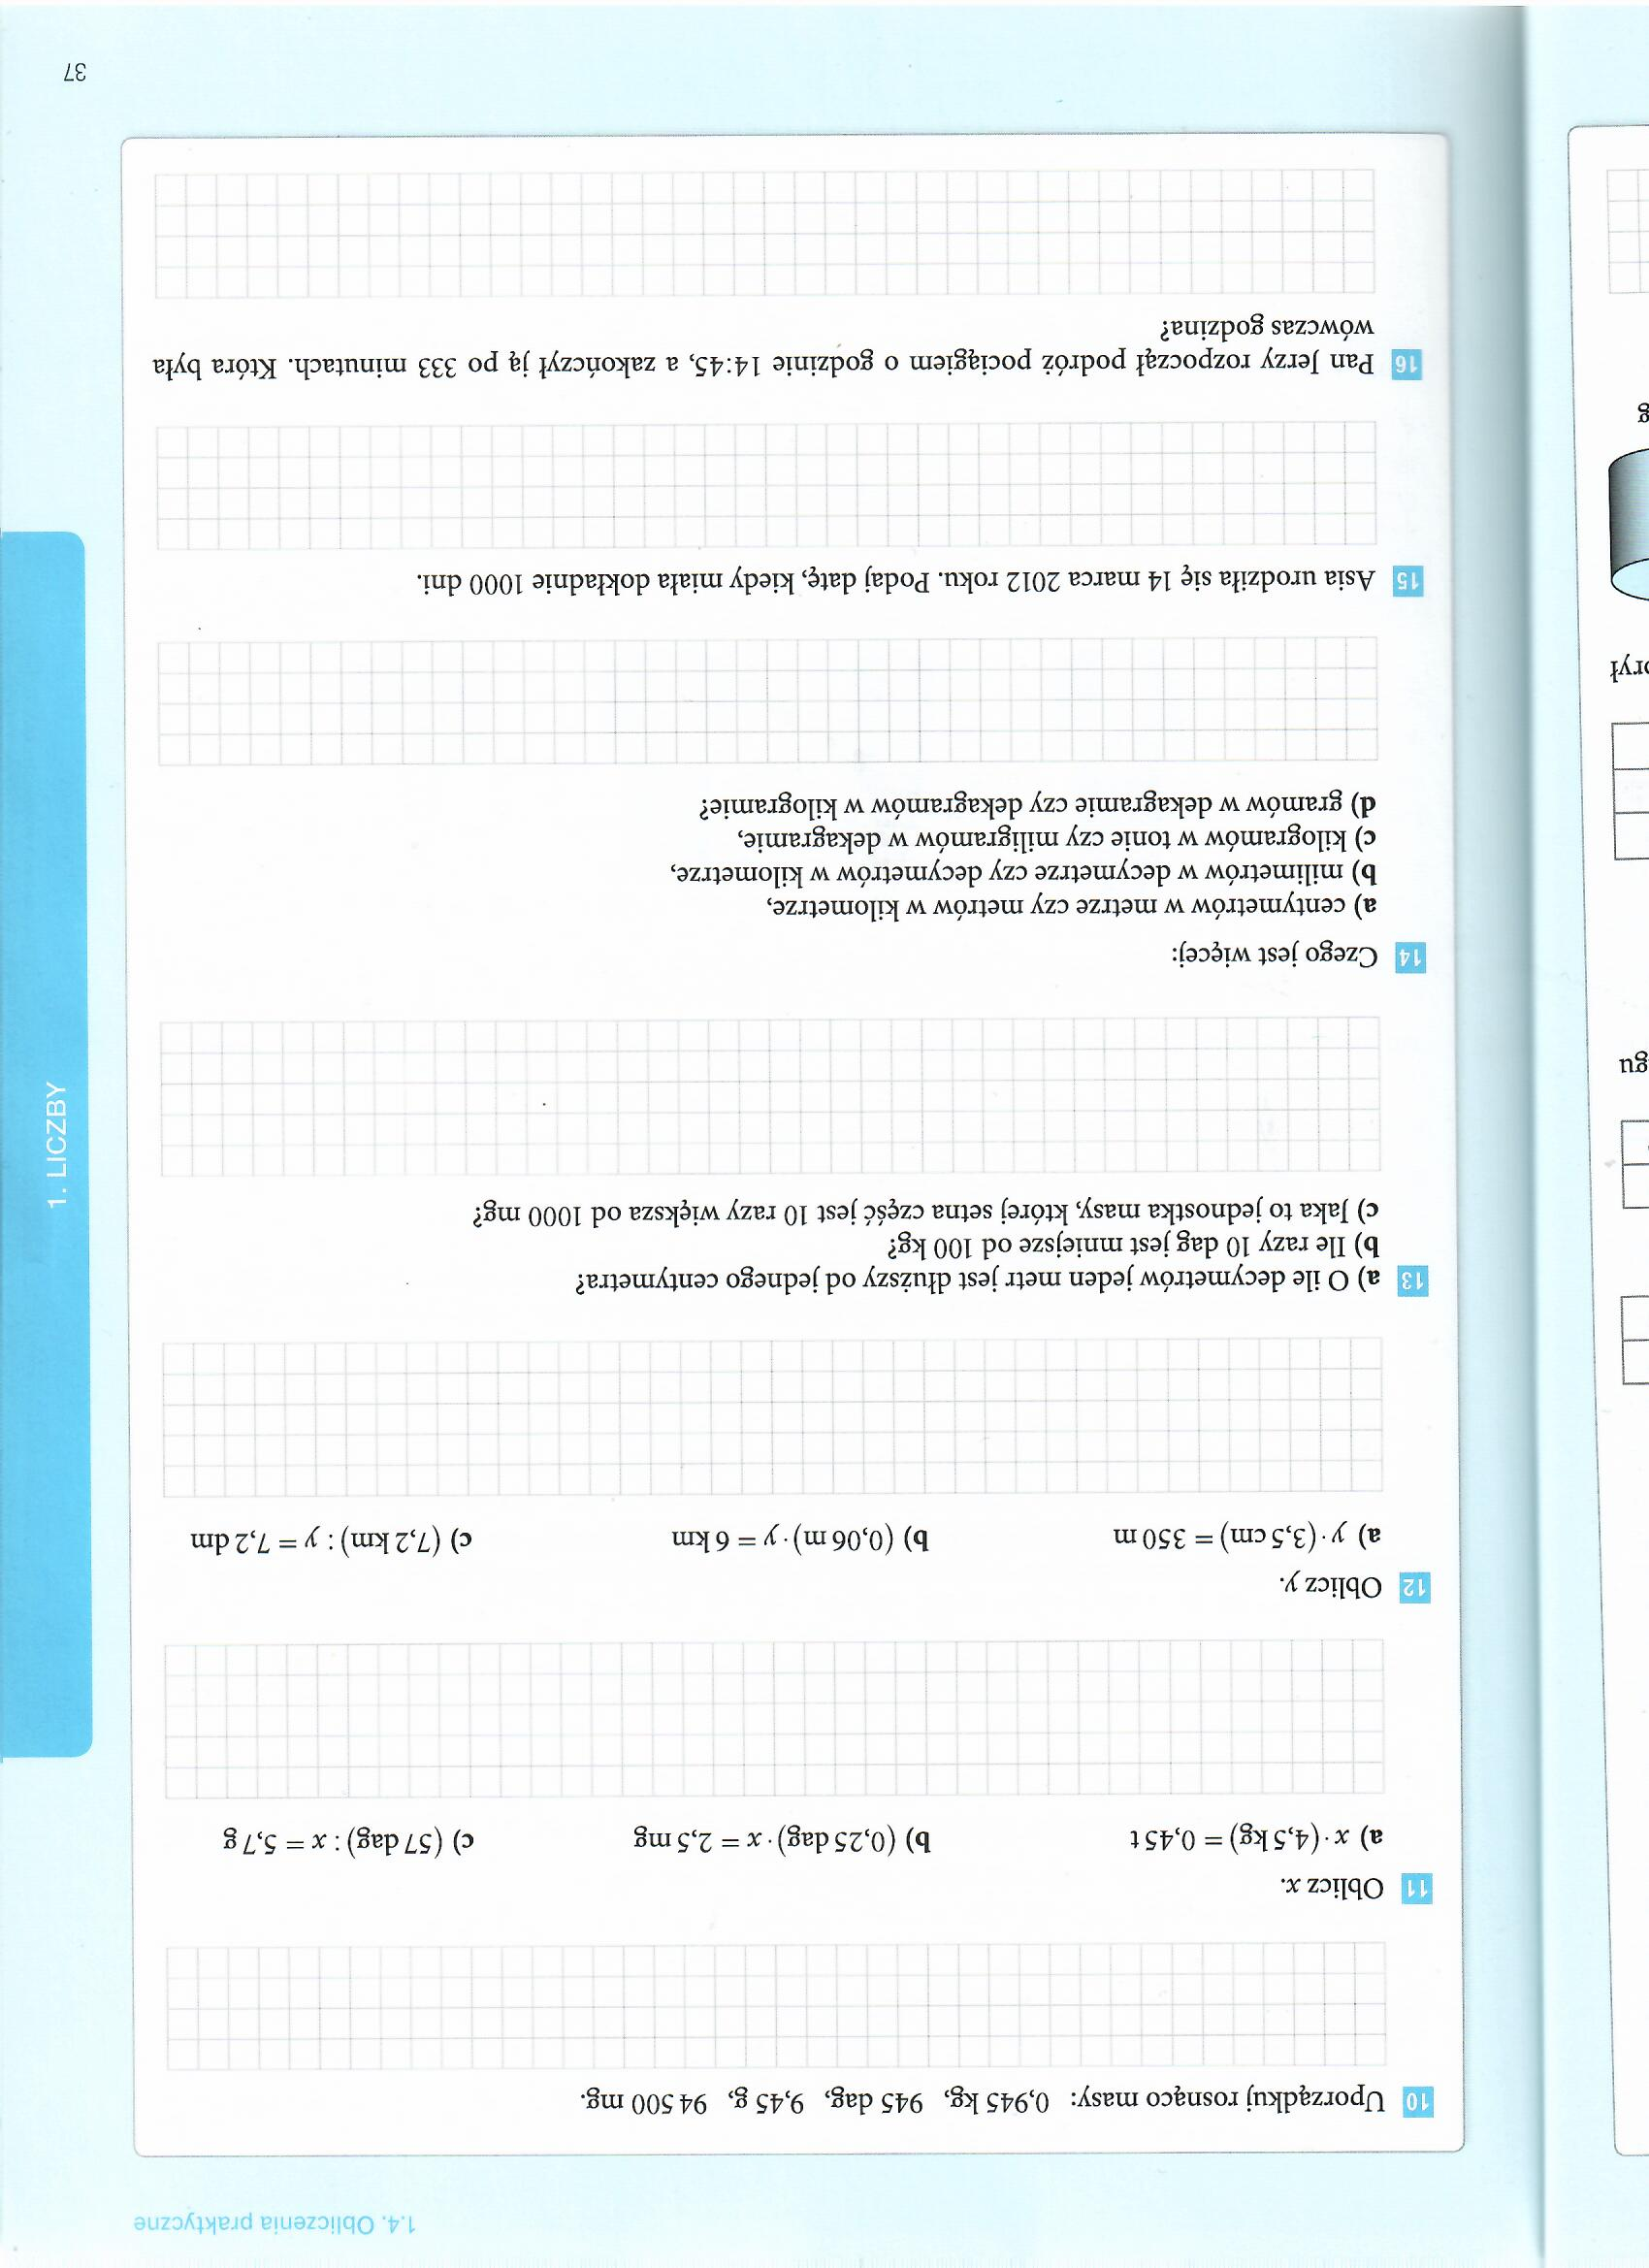 1.4. Obliczenia praktyczne
10 Uporządkuj rosnąco masy: 0,945 kg, 945 dag, 9,45 g, 94 500 mg.
11 Oblicz x.
a) x · (4,5 kg) = 0,45 t b) (0,25 dag) · x = 2,5 mg c) (57 dag) : x = 5,7 g
12 Oblicz y.
a) y · (3,5 cm) = 350 m b) (0,06 m) · y = 6 km c) (7,2 km) : y = 7,2 dm
13 a) O ile decymetrów jeden metr jest dłuższy od jednego centymetra?
b) Ile razy 10 dag jest mniejsze od 100 kg?
c) Jaka to jednostka masy, której setna część jest 10 razy większa od 1000 mg?
14 Czego jest więcej:
a) centymetrów w metrze czy metrów w kilometrze,
b) milimetrów w decymetrze czy decymetrów w kilometrze,
c) kilogramów w tonie czy miligramów w dekagramie,
d) gramów w dekagramie czy dekagramów w kilogramie?
15 Asia urodziła się 14 marca 2012 roku. Podaj datę, kiedy miała dokładnie 1000 dni.
16 Pan Jerzy rozpoczął podróż pociągiem o godzinie 14:45, a zakończył ją po 333 minutach. Która była
wówczas godzina?
1. LICZBY
37